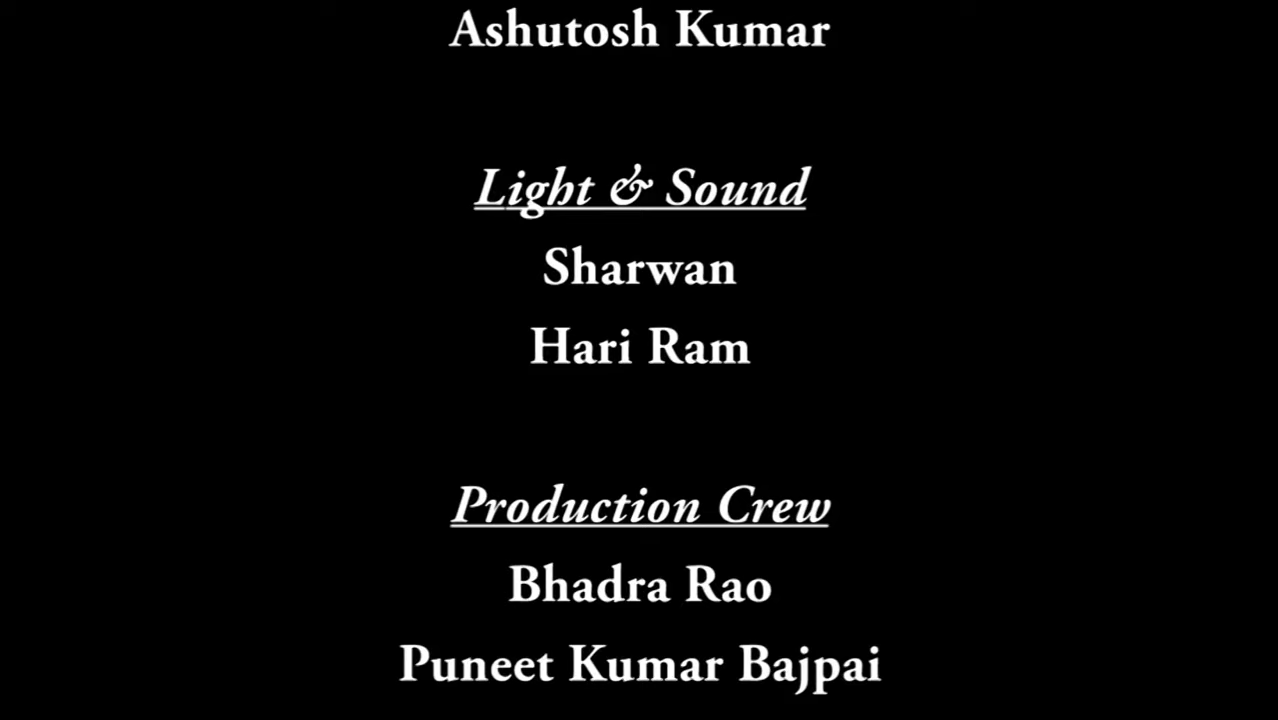 Ashutosh Kumar
Light & Sound
Sharwan
Hari Ram
Production Crew
Bhadra Rao
Puneet Kumar Bajpai